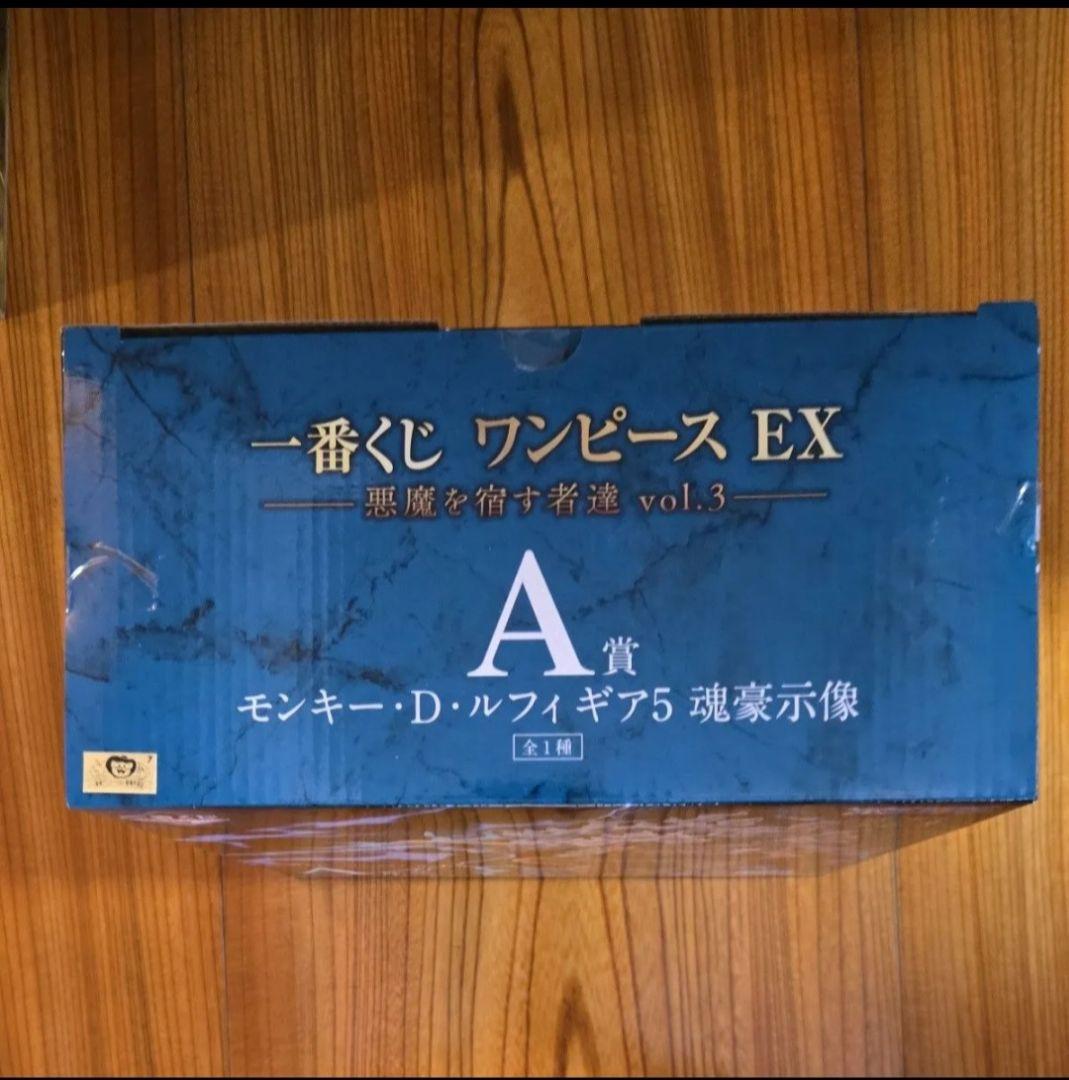 一番くじ ワンピース EX
悪魔を宿す者達 vol.3
A賞
モンキー・D・ルフィ ギア5 魂豪示像
全1種